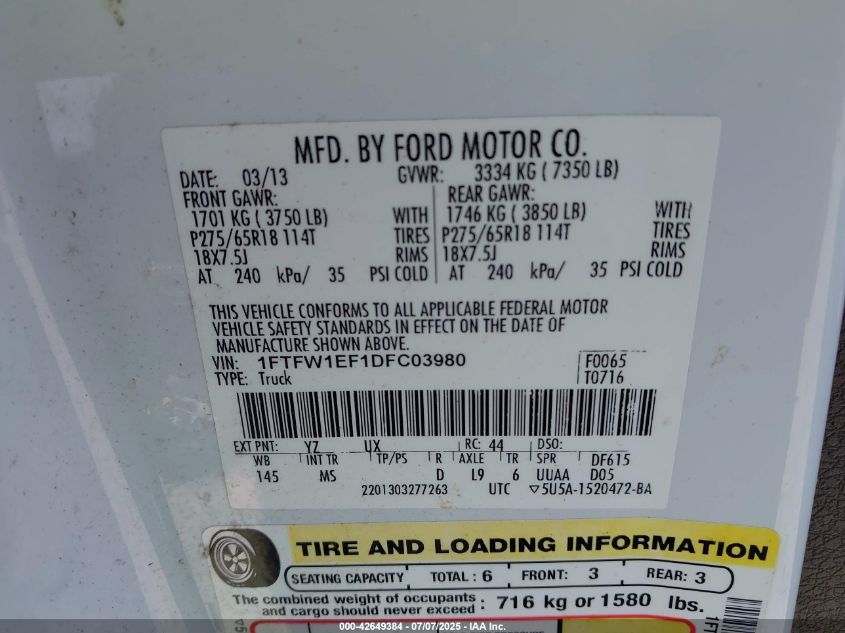 MFD. BY FORD MOTOR CO.
DATE: 03/13 GVWR: 3334 KG ( 7350 LB)
FRONT GAWR: REAR GAWR:
1701 KG ( 3750 LB) WITH 1746 KG ( 3850 LB) WITH
P275/65R18 114T TIRES P275/65R18 114T TIRES
18X7.5J RIMS 18X7.5J RIMS
AT 240 kPa/ 35 PSI COLD AT 240 kPa/ 35 PSI COLD
THIS VEHICLE CONFORMS TO ALL APPLICABLE FEDERAL MOTOR
VEHICLE SAFETY STANDARDS IN EFFECT ON THE DATE OF
MANUFACTURE SHOWN ABOVE.
VIN: 1FTFW1EF1DFC03980 F0065
TYPE: Truck T0716
EXT PNT: YZ UX RC: 44 DSO:
WB INT TR TP/PS R AXLE TR SPR DF615
145 MS D L9 6 UUAA D05
2201303277263 UTC ▽5U5A-1520472-BA
TIRE AND LOADING INFORMATION
SEATING CAPACITY TOTAL : 6 FRONT: 3 REAR: 3
The combined weight of occupants and cargo should never exceed : 716 kg or 1580 lbs.
000-42649384 - 07/07/2025 - IAA Inc.